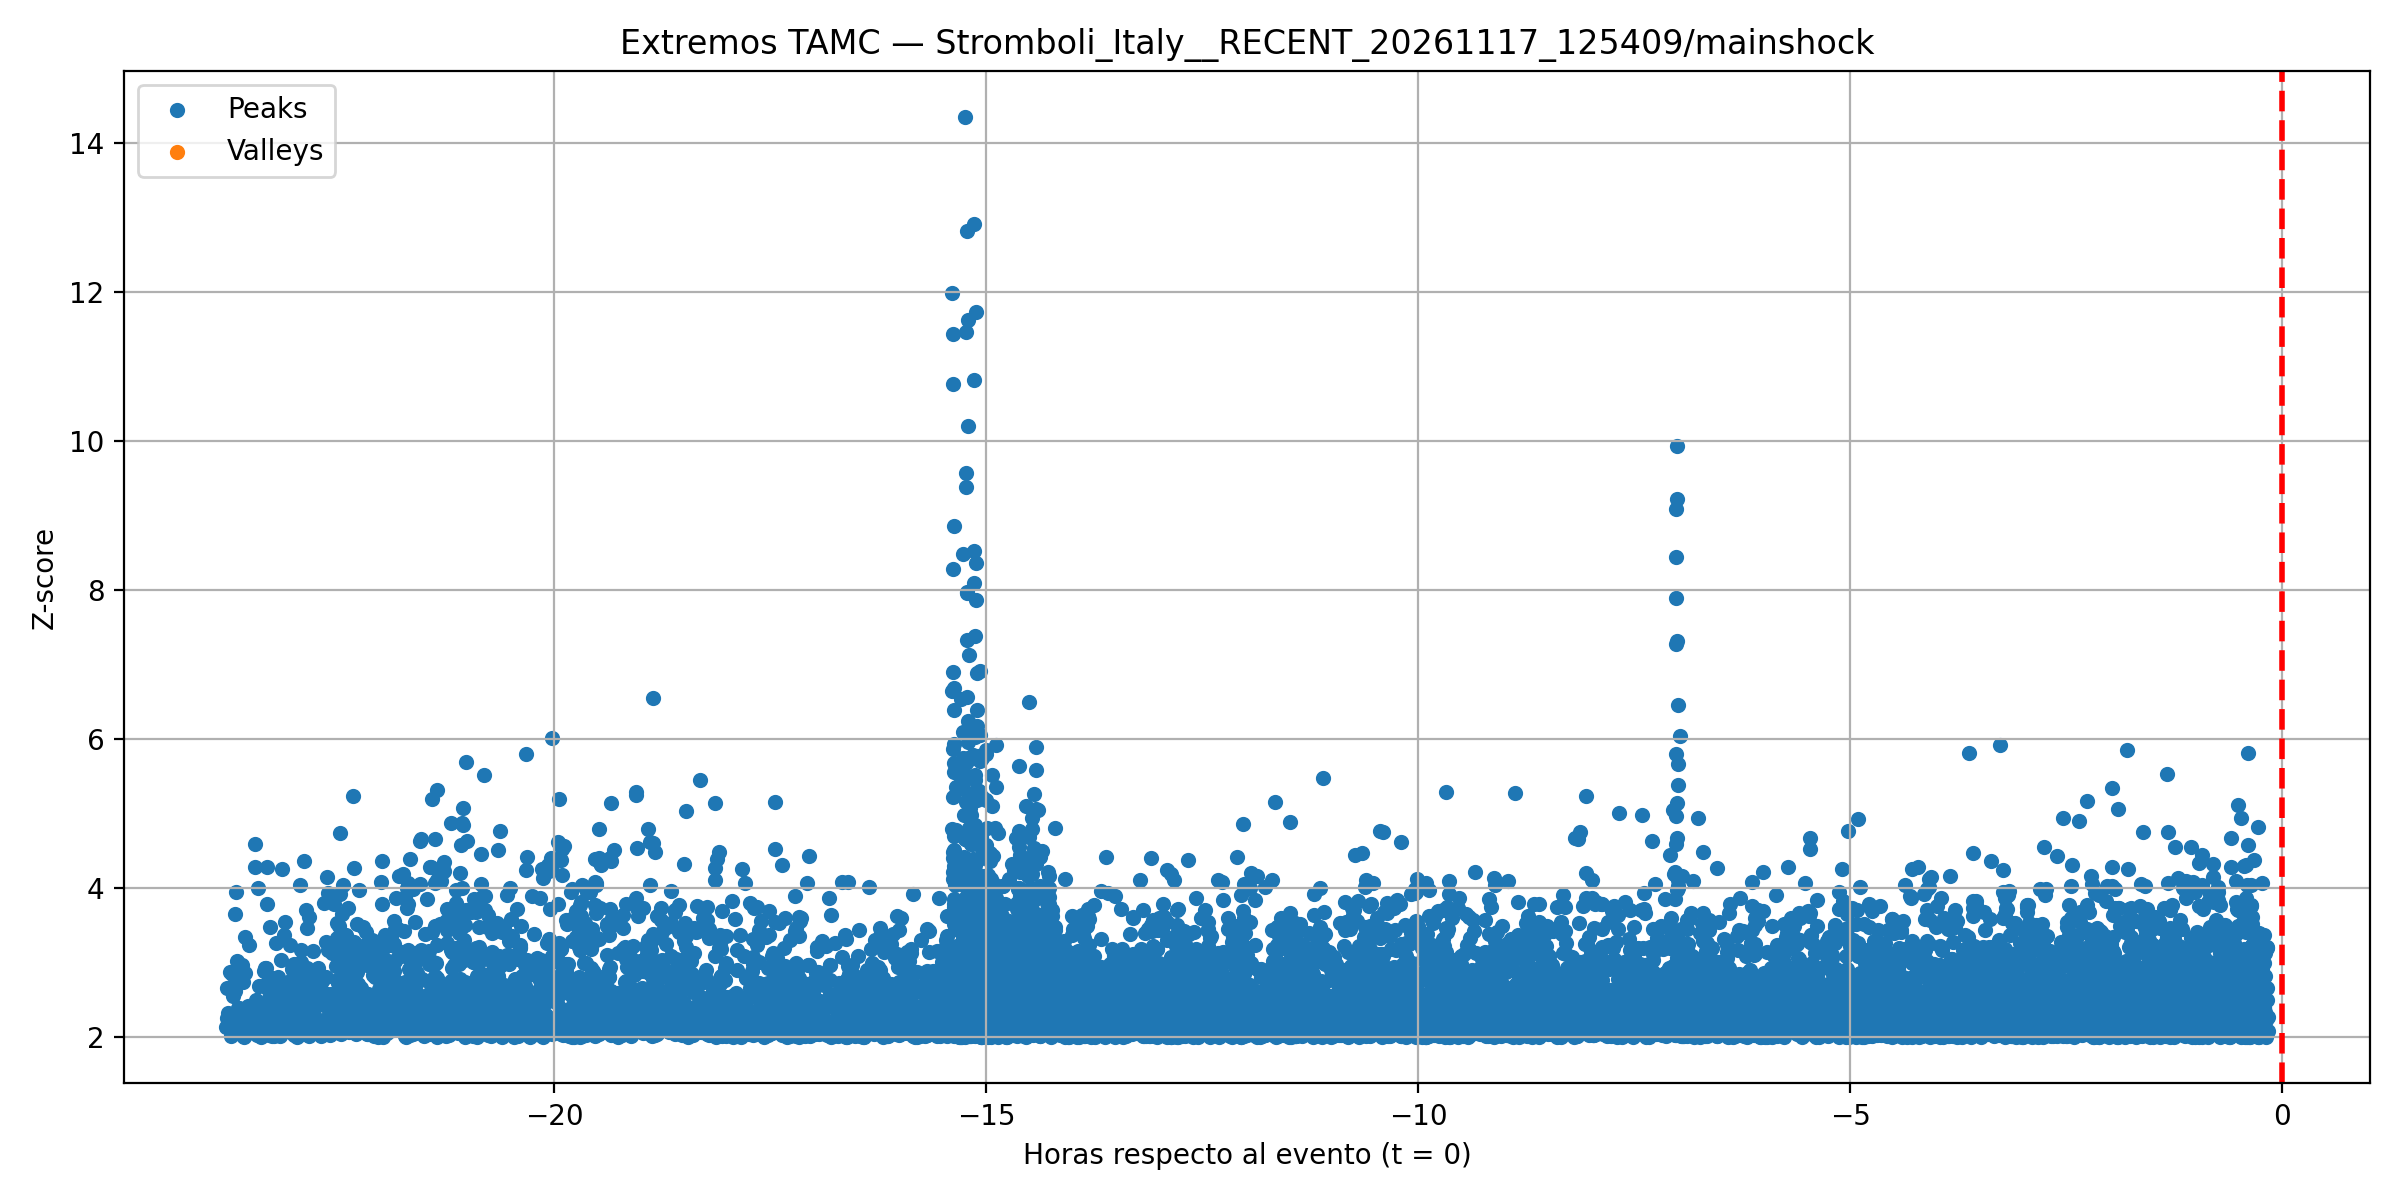 Extremos TAMC — Stromboli_Italy__RECENT_20261117_125409/mainshock
Peaks
Valleys
14
12
10
8
6
4
2
Z-score
−20
−15
−10
−5
0
Horas respecto al evento (t = 0)